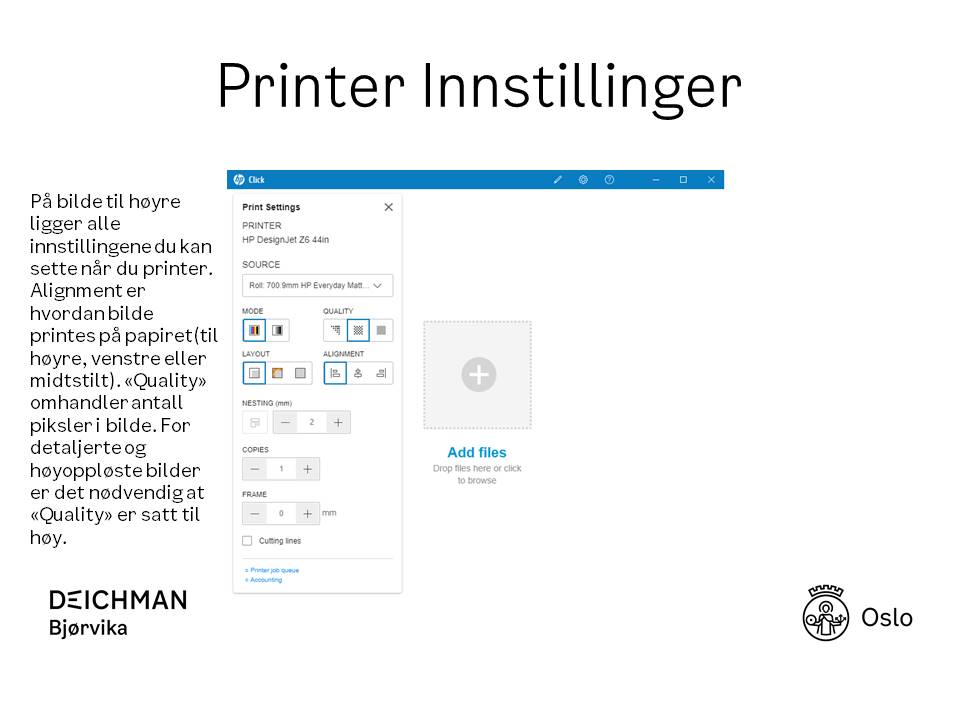 Printer Innstillinger
På bilde til høyre
ligger alle
innstillingene du kan
sette når du printer.
Alignment er
hvordan bilde
printes på papiret(til
høyre, venstre eller
midtstilt). «Quality»
omhandler antall
piksler i bilde. For
detaljerte og
høyoppløste bilder
er det nødvendig at
«Quality» er satt til
høy.
hp Click
Print Settings
PRINTER
HP DesignJet Z6 44in
SOURCE
Roll: 700.9mm HP Everyday Matt...
MODE QUALITY
LAYOUT ALIGNMENT
NESTING (mm)
2
COPIES
1
FRAME
0 mm
Cutting lines
Printer job queue
Accounting
Add files
Drop files here or click
to browse
DEICHMAN
Bjørvika
Oslo